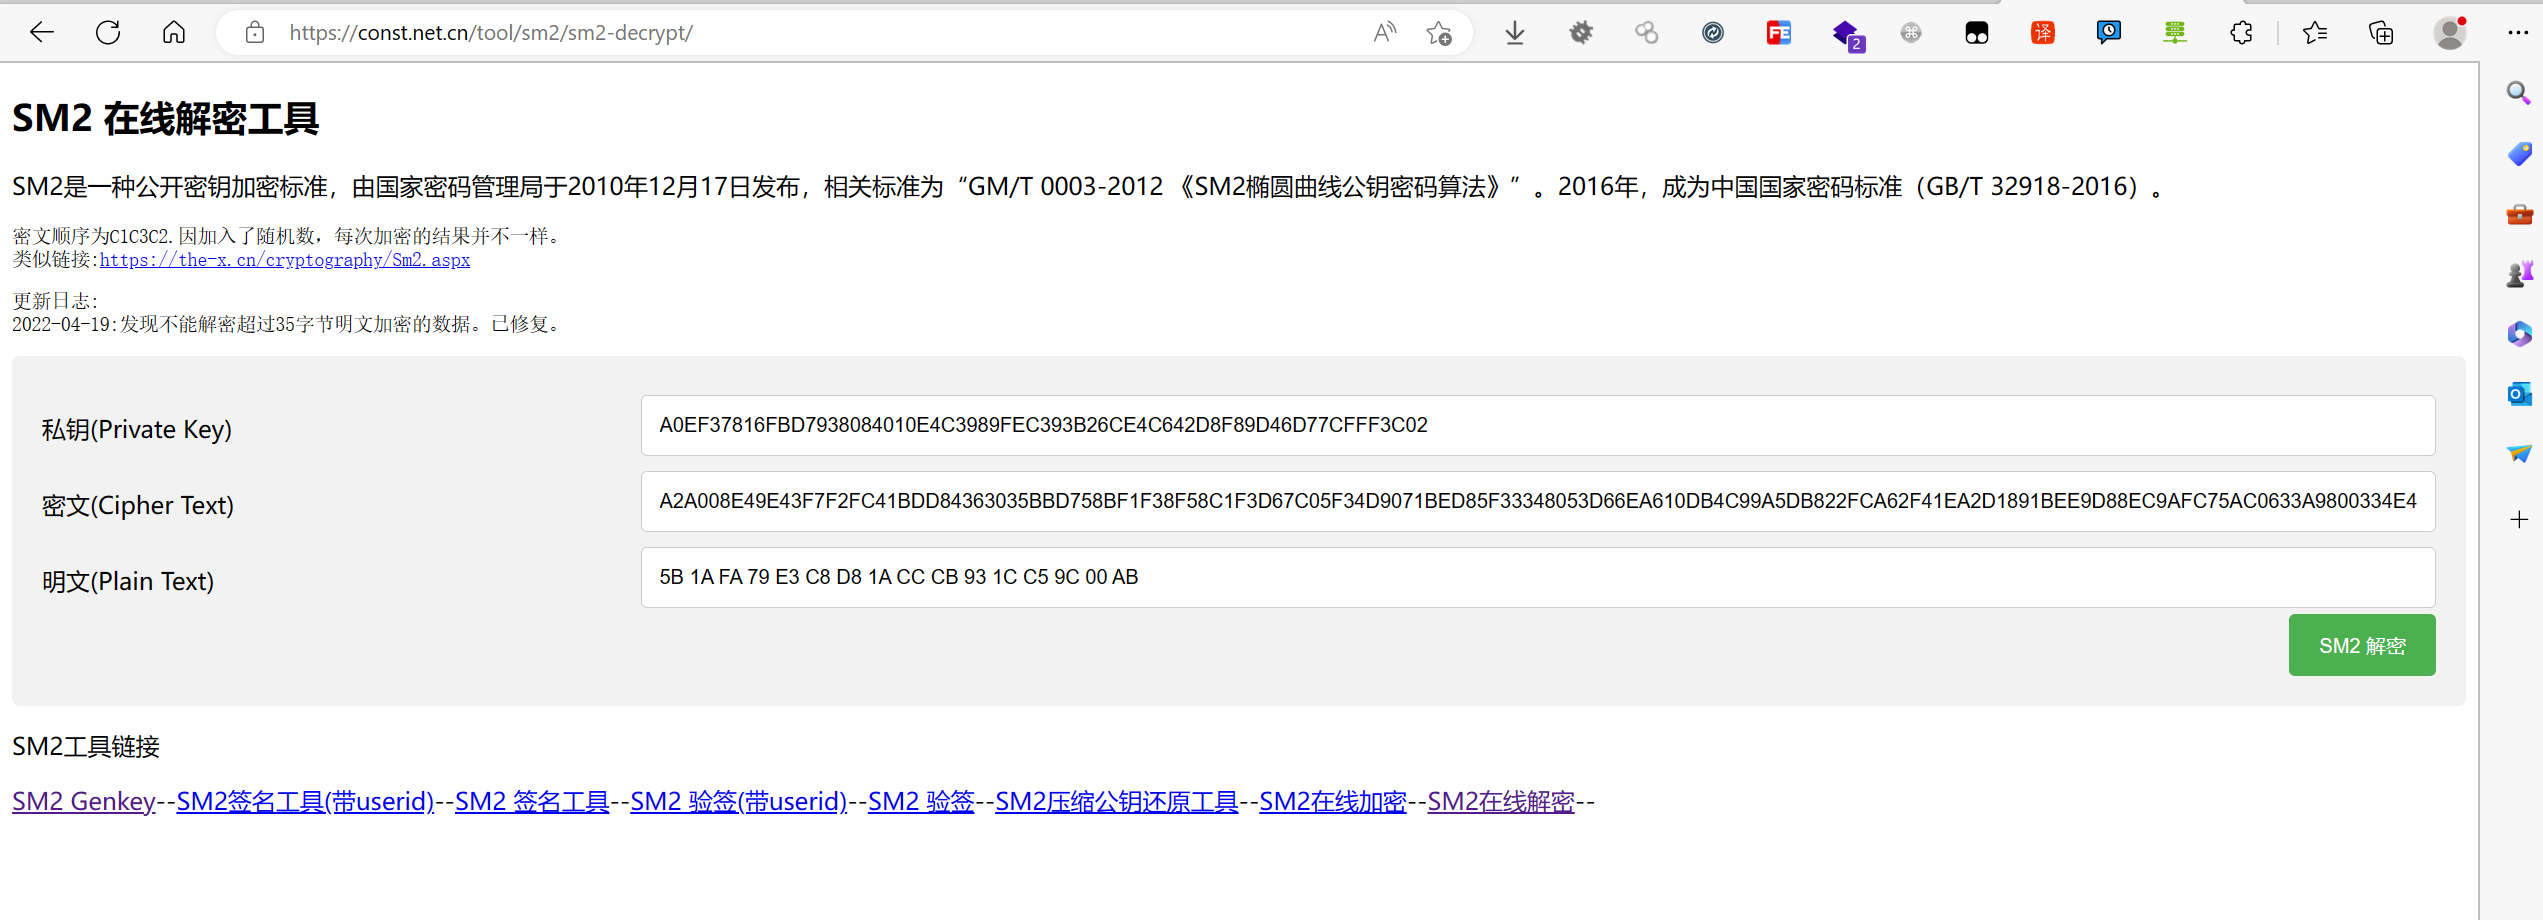 https://const.net.cn/tool/sm2/sm2-decrypt/
A
FE
2
译
SM2 在线解密工具
SM2是一种公开密钥加密标准，由国家密码管理局于2010年12月17日发布，相关标准为“GM/T 0003-2012 《SM2椭圆曲线公钥密码算法》”。2016年，成为中国国家密码标准（GB/T 32918-2016）。
密文顺序为C1C3C2.因加入了随机数，每次加密的结果并不一样。
类似链接:https://the-x.cn/cryptography/Sm2.aspx
更新日志:
2022-04-19:发现不能解密超过35字节明文加密的数据。已修复。
私钥(Private Key)
A0EF37816FBD7938084010E4C3989FEC393B26CE4C642D8F89D46D77CFFF3C02
密文(Cipher Text)
A2A008E49E43F7F2FC41BDD84363035BBD758BF1F38F58C1F3D67C05F34D9071BED85F33348053D66EA610DB4C99A5DB822FCA62F41EA2D1891BEE9D88EC9AFC75AC0633A9800334E4
明文(Plain Text)
5B 1A FA 79 E3 C8 D8 1A CC CB 93 1C C5 9C 00 AB
SM2 解密
SM2工具链接
SM2 Genkey--SM2签名工具(带userid)--SM2 签名工具--SM2 验签(带userid)--SM2 验签--SM2压缩公钥还原工具--SM2在线加密--SM2在线解密--